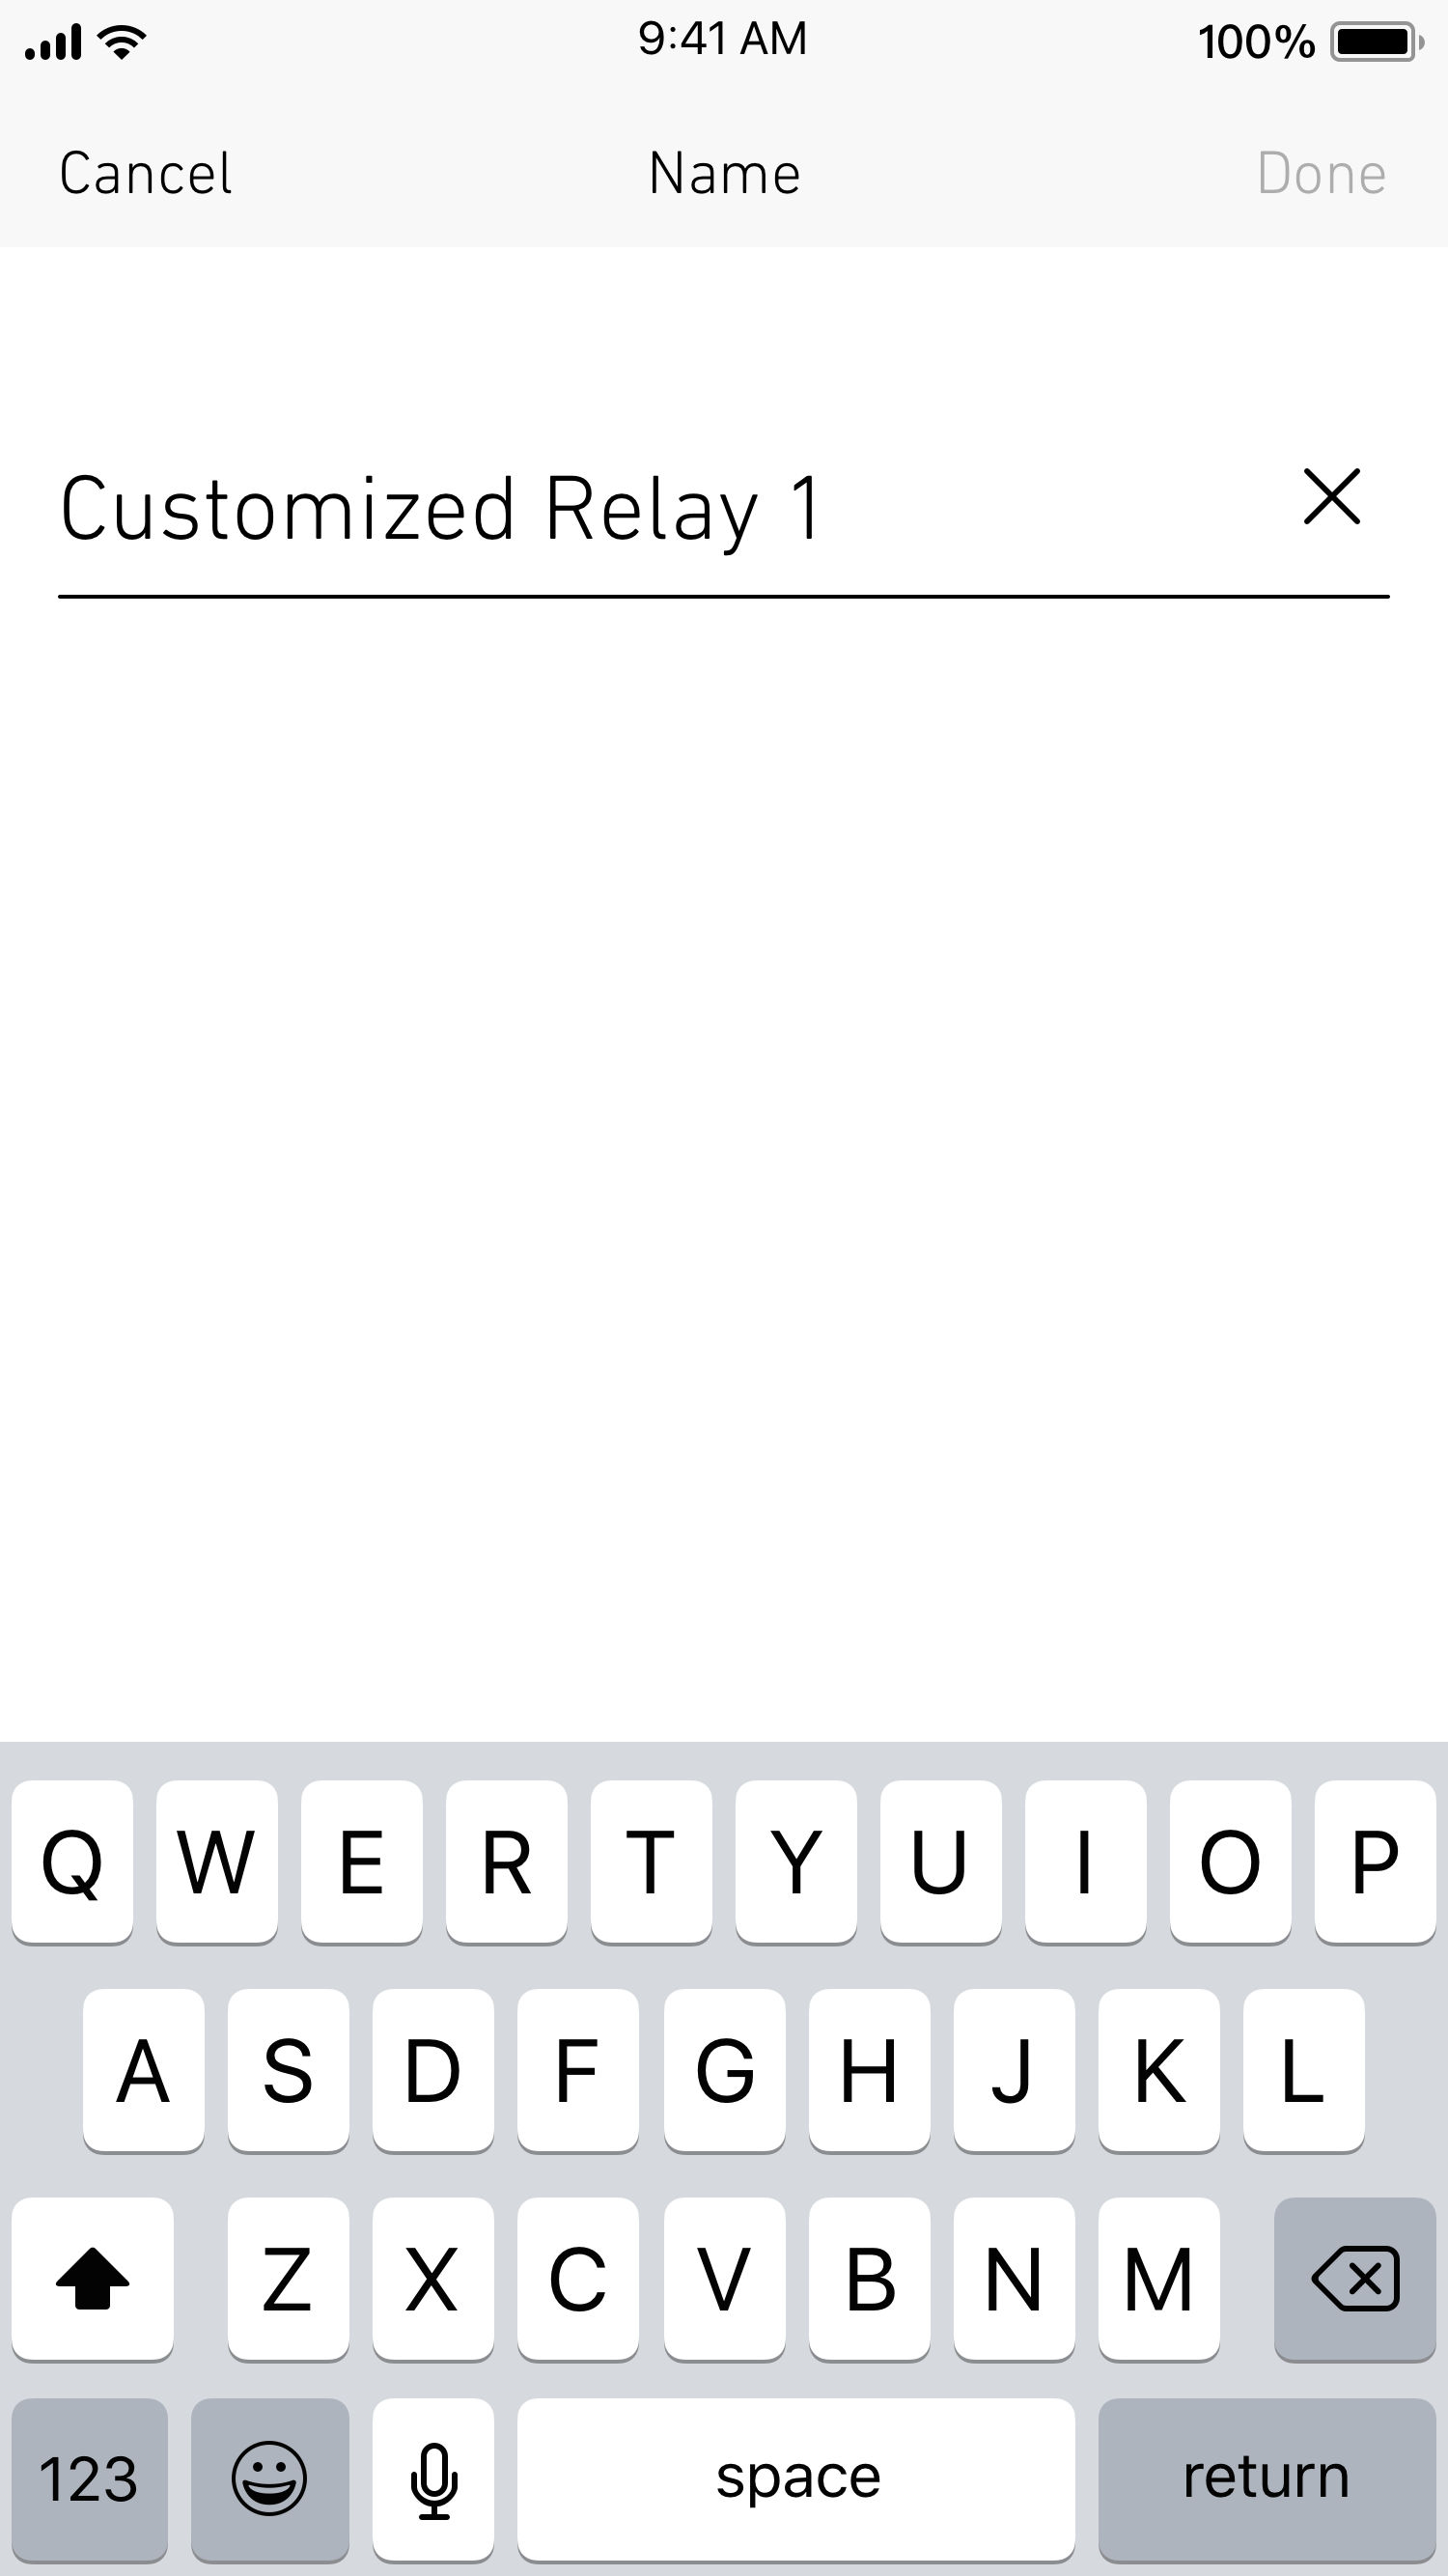 9:41 AM 100%
Cancel Name Done
Customized Relay 1
Q W E R T Y U I O P
A S D F G H J K L
Z X C V B N M
123 space return